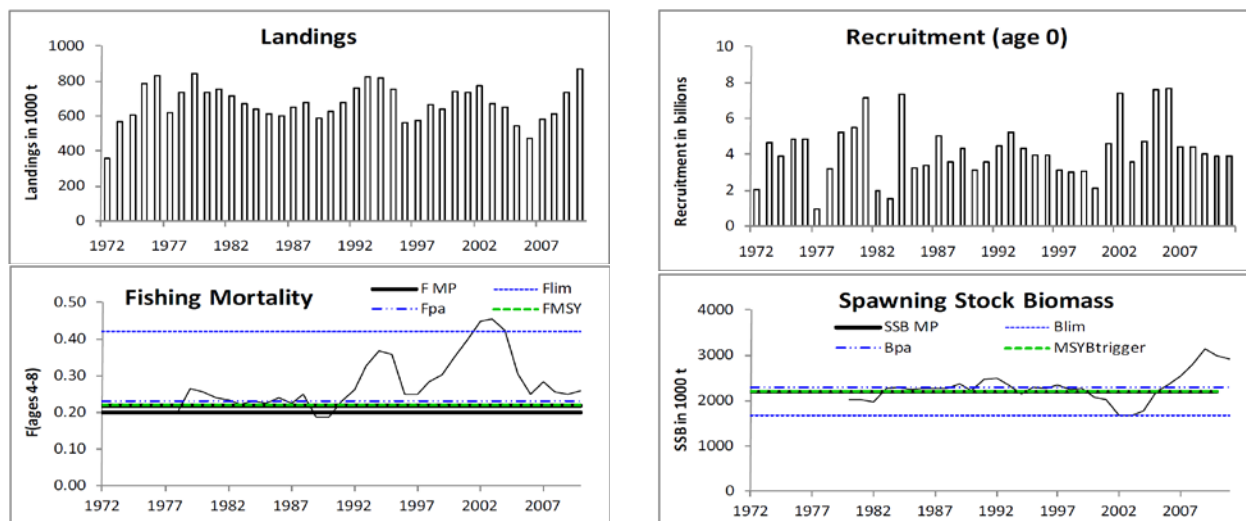 Landings
Landings in 1000 t
1000
800
600
400
200
0
1972 1977 1982 1987 1992 1997 2002 2007
Recruitment (age 0)
Recruitment in billions
10
8
6
4
2
0
1972 1977 1982 1987 1992 1997 2002 2007
Fishing Mortality
F MP Flim
Fpa FMSY
F(ages 4-8)
0.50
0.40
0.30
0.20
0.10
0.00
1972 1977 1982 1987 1992 1997 2002 2007
Spawning Stock Biomass
SSB MP Blim
Bpa MSYBtrigger
SSB in 1000 t
4000
3000
2000
1000
0
1972 1977 1982 1987 1992 1997 2002 2007